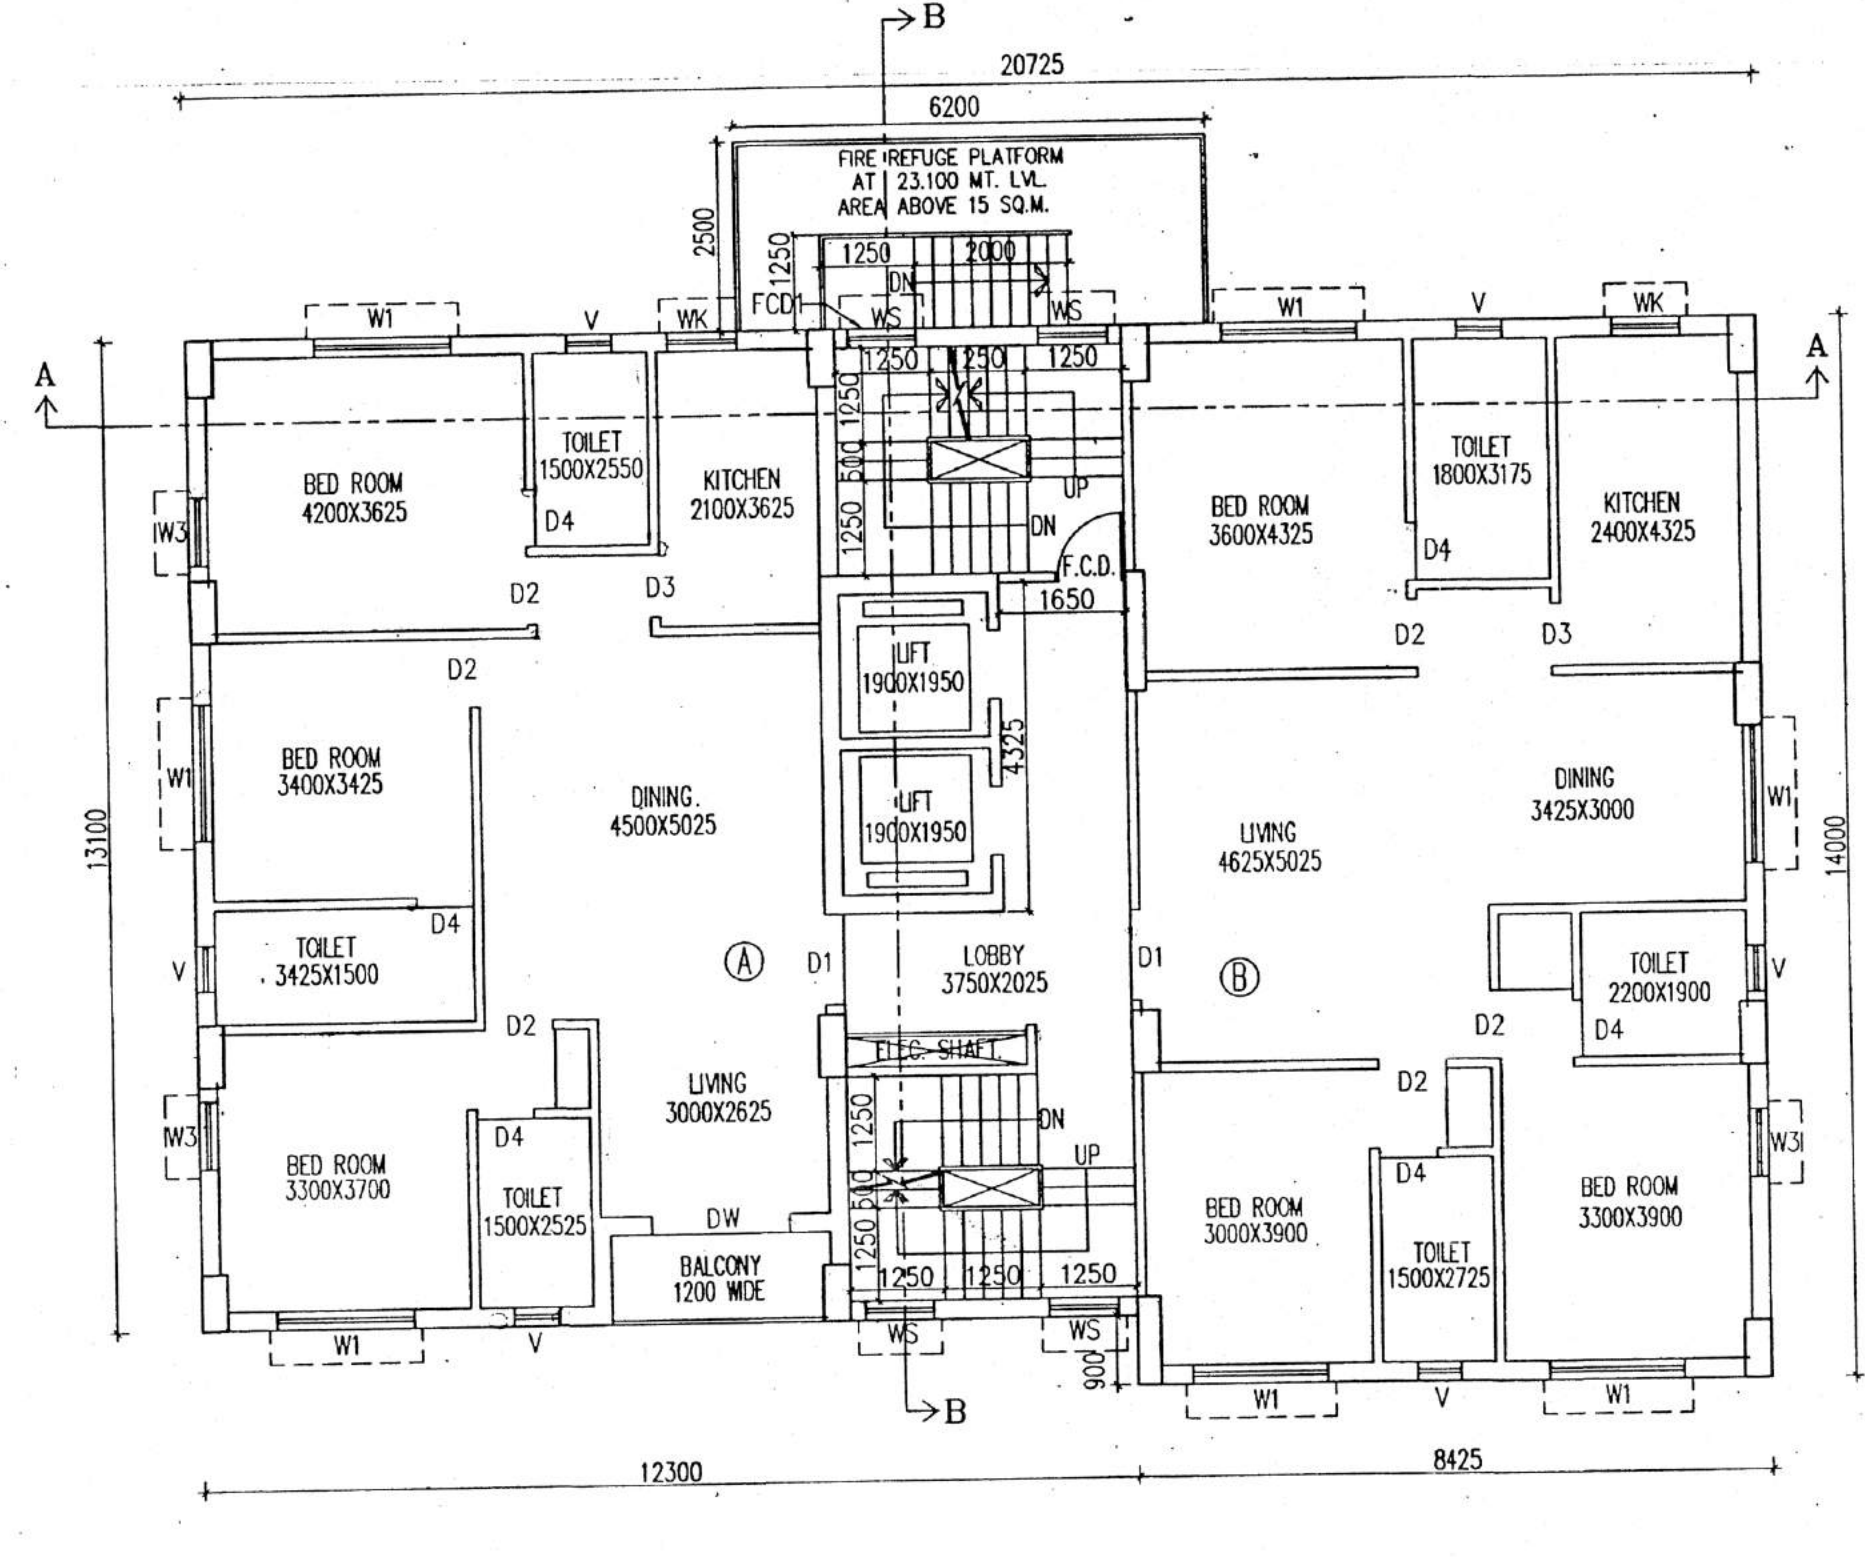 B
20725
6200
FIRE REFUGE PLATFORM
AT 23.100 MT. LVL.
AREA ABOVE 15 SQ.M.
2500
1250
1250
2000
DN
FCD1
WS
WS
W1
V
WK
W1
V
WK
A
A
1250
1250
1250
1250
500
1250
UP
DN
F.C.D.
1650
BED ROOM
4200X3625
TOILET
1500X2550
KITCHEN
2100X3625
D4
D2
D3
W3
BED ROOM
3600X4325
TOILET
1800X3175
KITCHEN
2400X4325
D4
D2
D3
D2
LIFT
1900X1950
4325
LIFT
1900X1950
W1
BED ROOM
3400X3425
DINING.
4500X5025
LIVING
4625X5025
DINING
3425X3000
W1
13100
14000
D4
TOILET
3425X1500
V
A
D1
LOBBY
3750X2025
D1
B
TOILET
2200X1900
V
D4
D2
D2
ELEC. SHAFT.
D2
LIVING
3000X2625
1250
500
1250
DN
UP
W3
D4
BED ROOM
3300X3700
TOILET
1500X2525
DW
BALCONY
1200 WIDE
1250
1250
1250
D4
BED ROOM
3000X3900
TOILET
1500X2725
BED ROOM
3300X3900
W3
W1
V
WS
WS
900
W1
V
W1
B
12300
8425